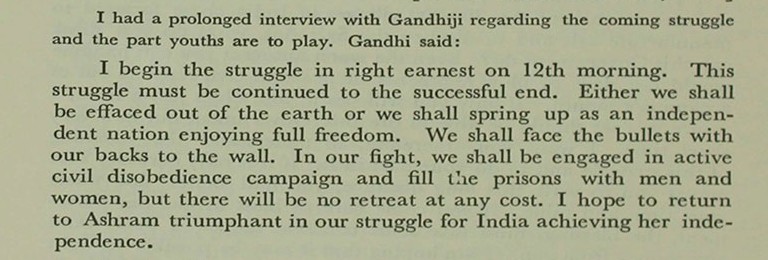 I had a prolonged interview with Gandhiji regarding the coming struggle
and the part youths are to play. Gandhi said:
I begin the struggle in right earnest on 12th morning. This
struggle must be continued to the successful end. Either we shall
be effaced out of the earth or we shall spring up as an indepen-
dent nation enjoying full freedom. We shall face the bullets with
our backs to the wall. In our fight, we shall be engaged in active
civil disobedience campaign and fill the prisons with men and
women, but there will be no retreat at any cost. I hope to return
to Ashram triumphant in our struggle for India achieving her inde-
pendence.